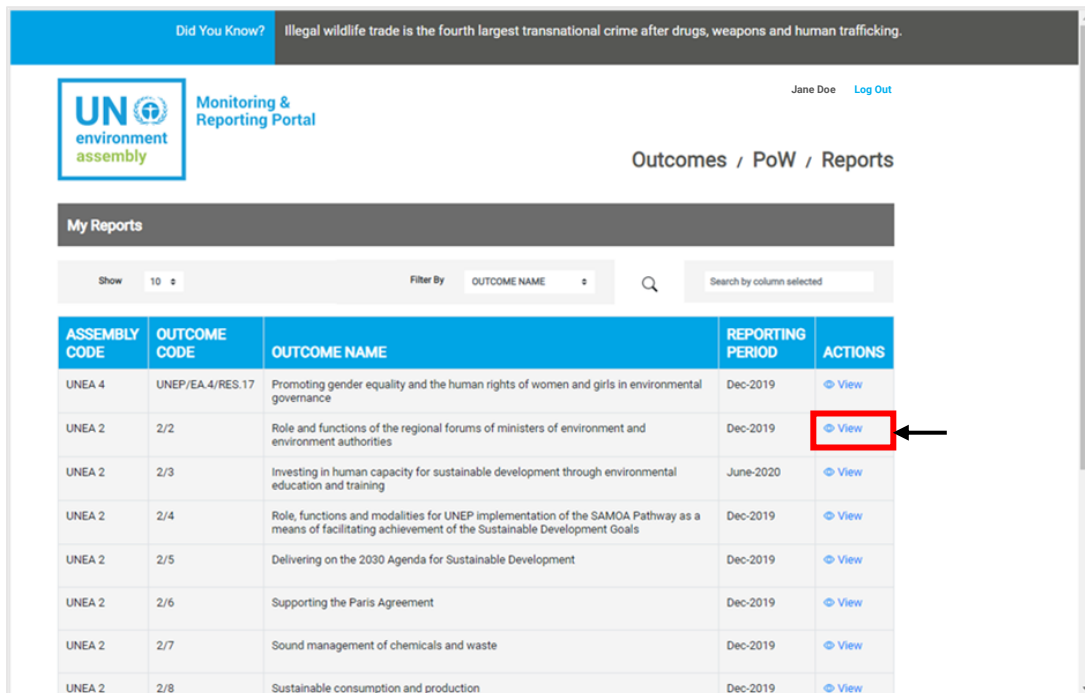 Did You Know? Illegal wildlife trade is the fourth largest transnational crime after drugs, weapons and human trafficking.
Jane Doe Log Out
UN
environment
assembly
Monitoring &
Reporting Portal
Outcomes / PoW / Reports
My Reports
Show 10 Filter By OUTCOME NAME Search by column selected
ASSEMBLY CODE OUTCOME CODE OUTCOME NAME REPORTING PERIOD ACTIONS
UNEA 4 UNEP/EA.4/RES.17 Promoting gender equality and the human rights of women and girls in environmental
governance Dec-2019 View
UNEA 2 2/2 Role and functions of the regional forums of ministers of environment and
environment authorities Dec-2019 View
UNEA 2 2/3 Investing in human capacity for sustainable development through environmental
education and training June-2020 View
UNEA 2 2/4 Role, functions and modalities for UNEP implementation of the SAMOA Pathway as a
means of facilitating achievement of the Sustainable Development Goals Dec-2019 View
UNEA 2 2/5 Delivering on the 2030 Agenda for Sustainable Development Dec-2019 View
UNEA 2 2/6 Supporting the Paris Agreement Dec-2019 View
UNEA 2 2/7 Sound management of chemicals and waste Dec-2019 View
UNEA 2 2/8 Sustainable consumption and production Dec-2019 View